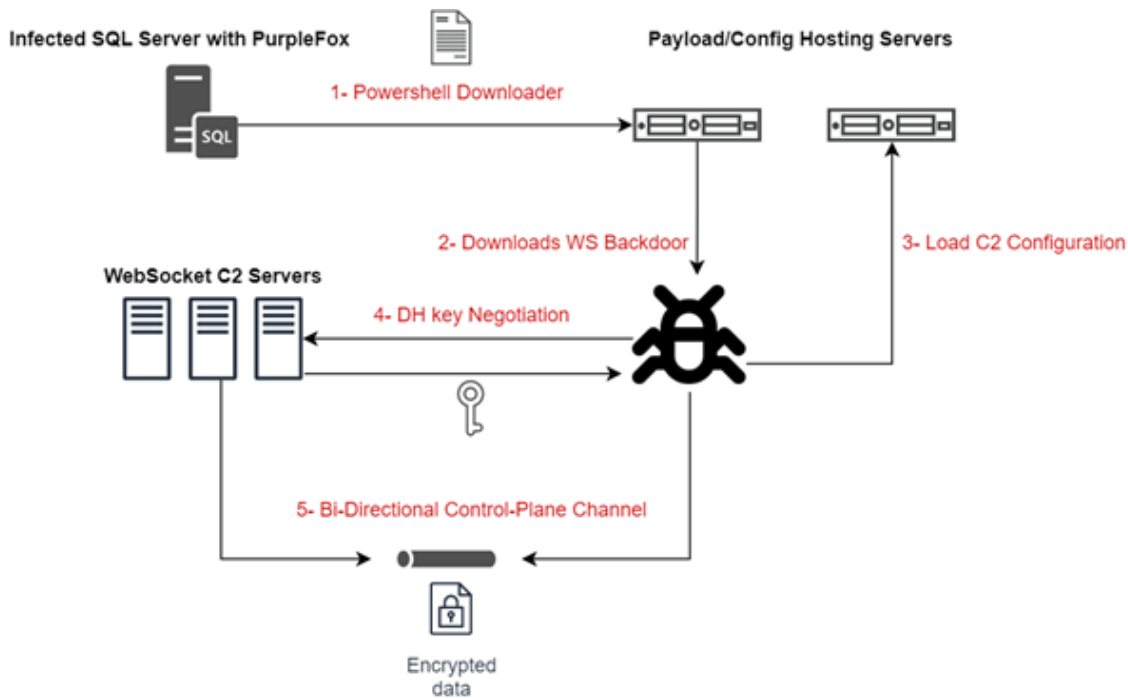 Infected SQL Server with PurpleFox
Payload/Config Hosting Servers
1- Powershell Downloader
SQL
2- Downloads WS Backdoor
3- Load C2 Configuration
WebSocket C2 Servers
4- DH key Negotiation
5- Bi-Directional Control-Plane Channel
Encrypted
data